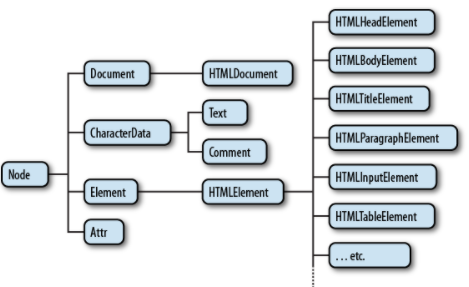 Node
Document
CharacterData
Element
Attr
HTMLDocument
Text
Comment
HTMLElement
HTMLHeadElement
HTMLBodyElement
HTMLTitleElement
HTMLParagraphElement
HTMLInputElement
HTMLTableElement
... etc.